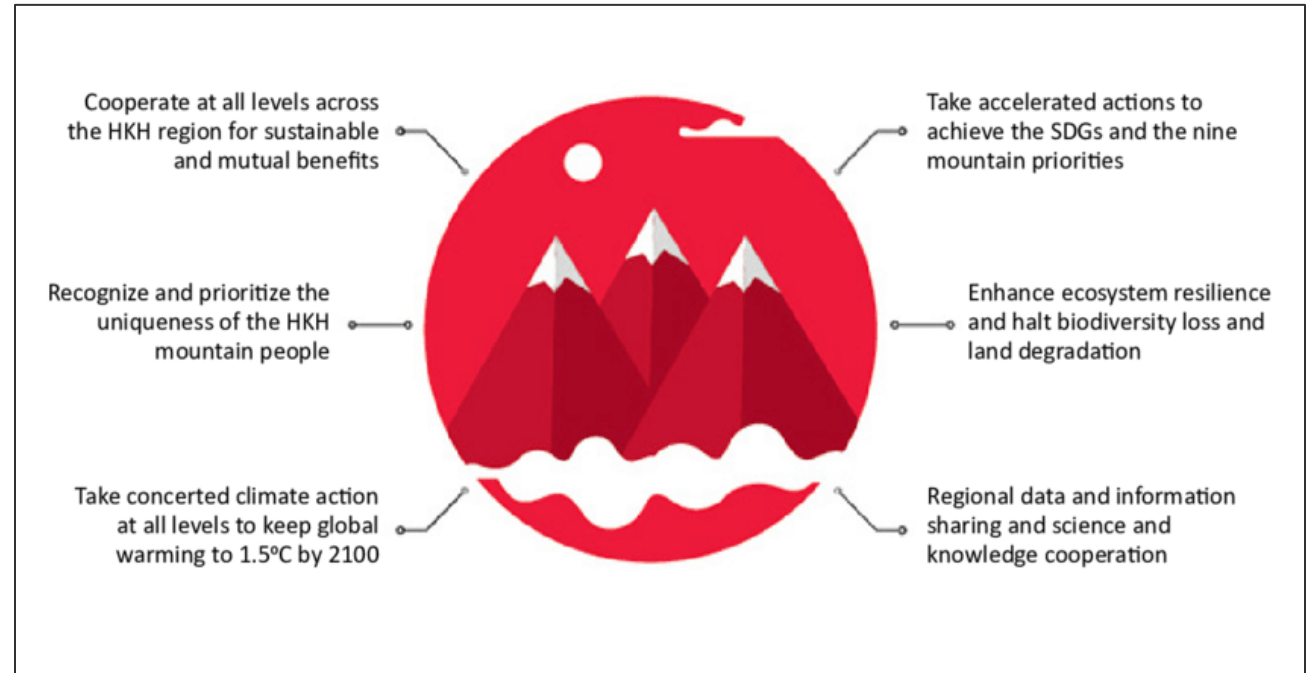 Cooperate at all levels across
the HKH region for sustainable
and mutual benefits
Recognize and prioritize the
uniqueness of the HKH
mountain people
Take concerted climate action
at all levels to keep global
warming to 1.5ºC by 2100
Take accelerated actions to
achieve the SDGs and the nine
mountain priorities
Enhance ecosystem resilience
and halt biodiversity loss and
land degradation
Regional data and information
sharing and science and
knowledge cooperation